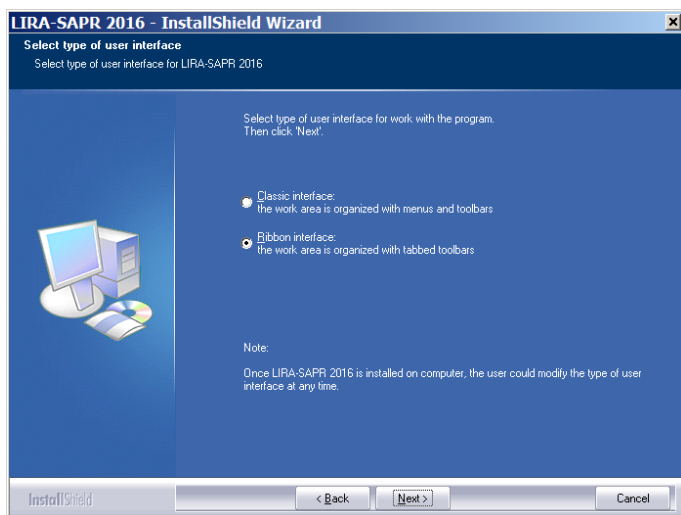 LIRA-SAPR 2016 - InstallShield Wizard
Select type of user interface
Select type of user interface for LIRA-SAPR 2016
Select type of user interface for work with the program.
Then click 'Next'.
Classic interface:
the work area is organized with menus and toolbars
Ribbon interface:
the work area is organized with tabbed toolbars
Note:
Once LIRA-SAPR 2016 is installed on computer, the user could modify the type of user
interface at any time.
InstallShield
< Back
Next >
Cancel